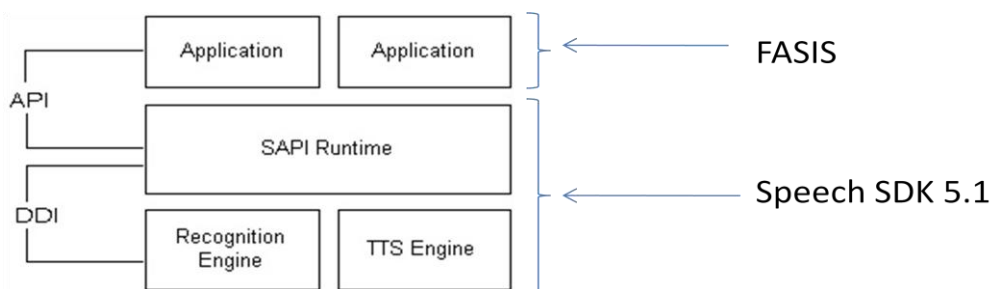 Application
Application
FASIS
API
SAPI Runtime
Speech SDK 5.1
DDI
Recognition
Engine
TTS Engine